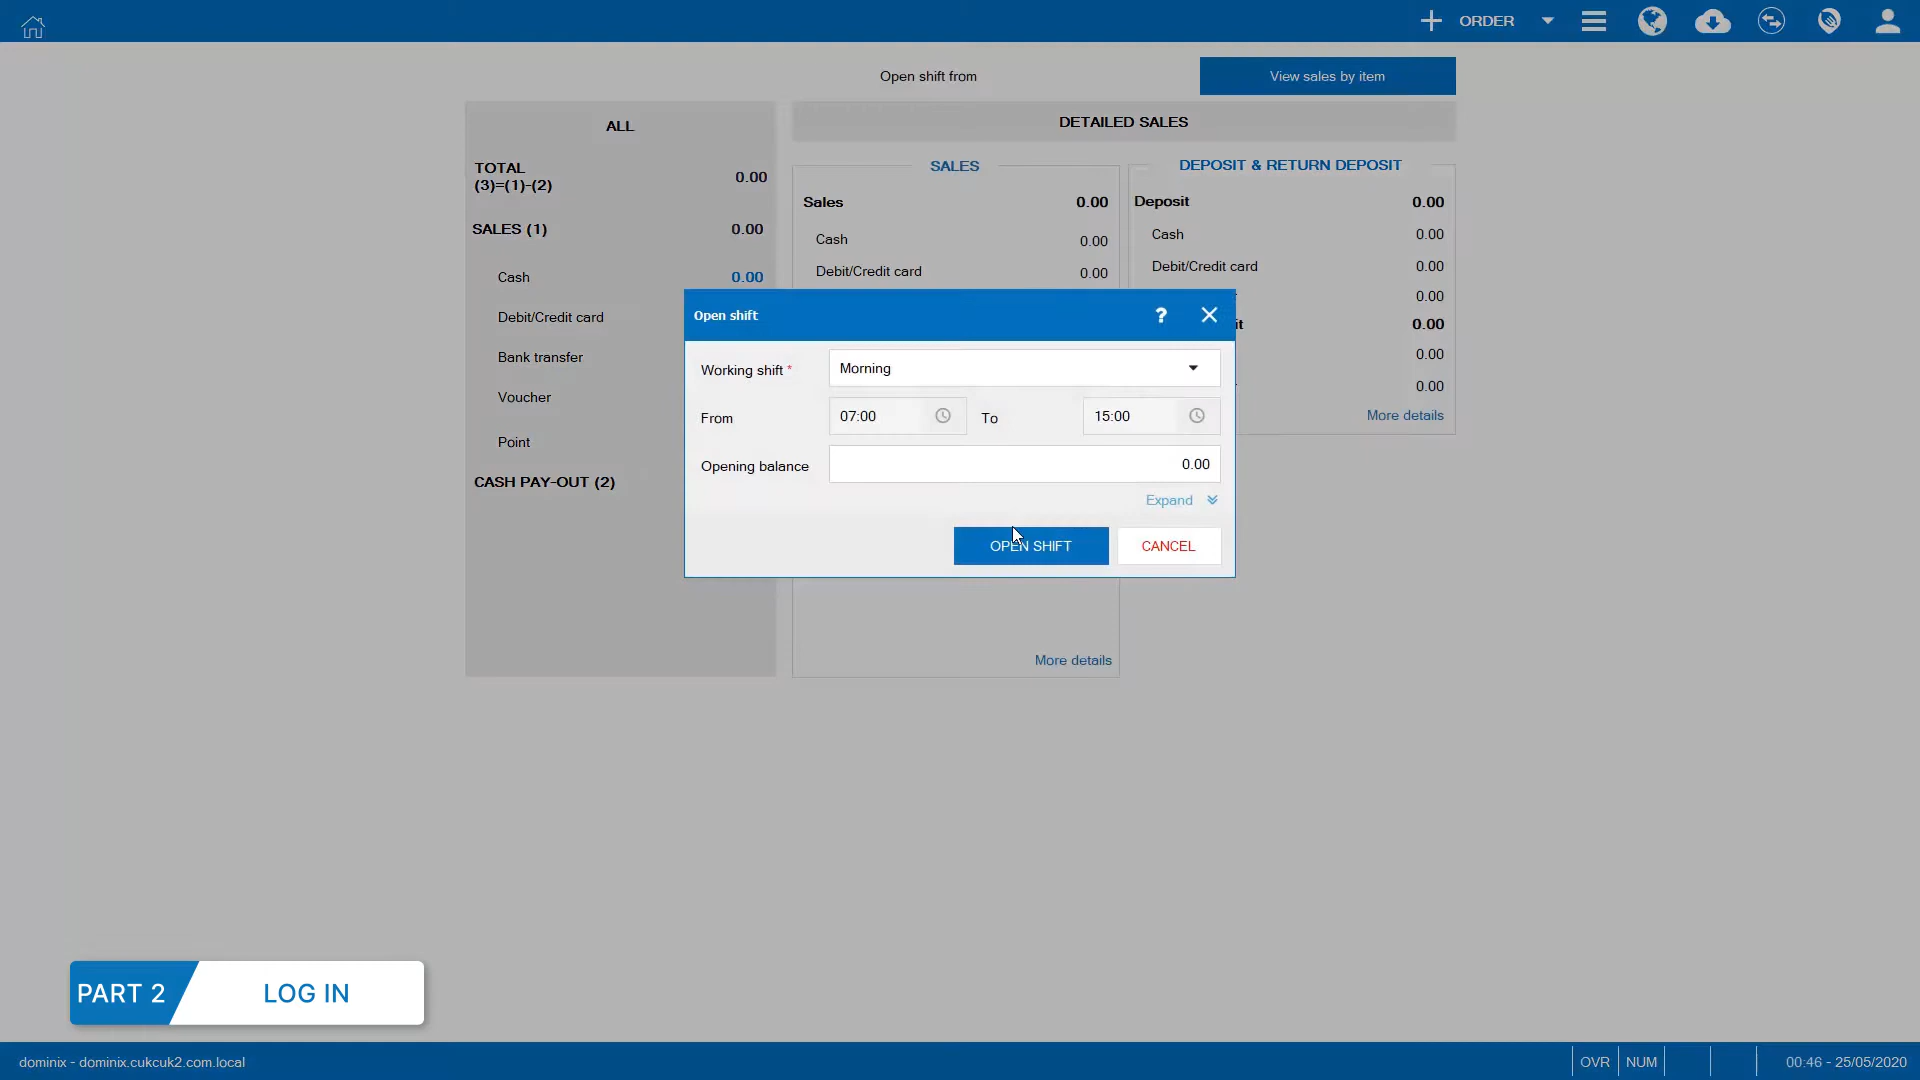 ORDER
Open shift from
View sales by item
ALL
DETAILED SALES
TOTAL
(3)=(1)-(2)
0.00
SALES (1)
0.00
Cash
0.00
Debit/Credit card
Bank transfer
Voucher
Point
CASH PAY-OUT (2)
SALES
Sales
0.00
Cash
0.00
Debit/Credit card
0.00
More details
DEPOSIT & RETURN DEPOSIT
Deposit
0.00
Cash
0.00
Debit/Credit card
0.00
0.00
0.00
0.00
0.00
More details
Open shift
?
Working shift *
Morning
From
07:00
To
15:00
Opening balance
0.00
Expand
OPEN SHIFT
CANCEL
PART 2
LOG IN
dominix - dominix.cukcuk2.com.local
OVR
NUM
00:46 - 25/05/2020